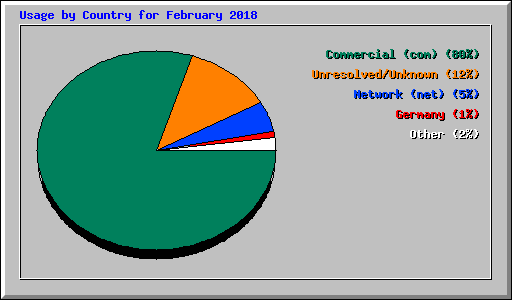 Usage by Country for February 2018
Commercial (com) (80%)
Unresolved/Unknown (12%)
Network (net) (5%)
Germany (1%)
Other (2%)